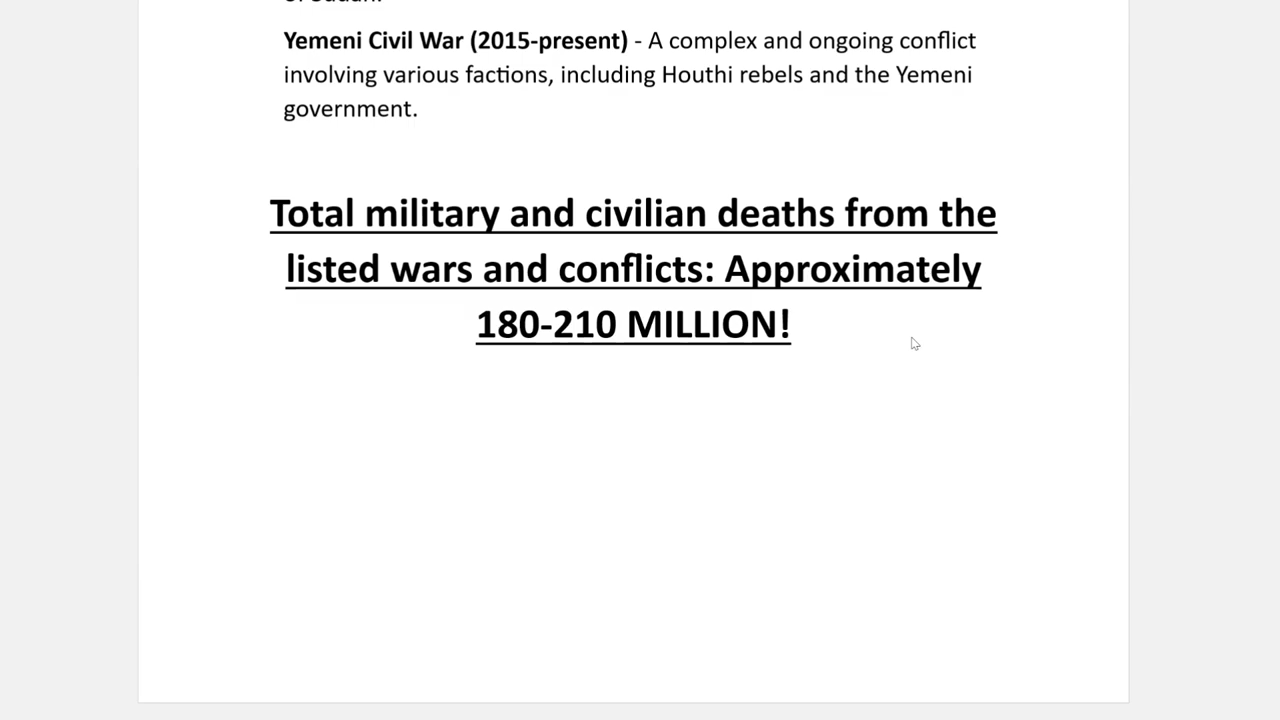 Yemeni Civil War (2015-present) - A complex and ongoing conflict
involving various factions, including Houthi rebels and the Yemeni
government.
Total military and civilian deaths from the
listed wars and conflicts: Approximately
180-210 MILLION!